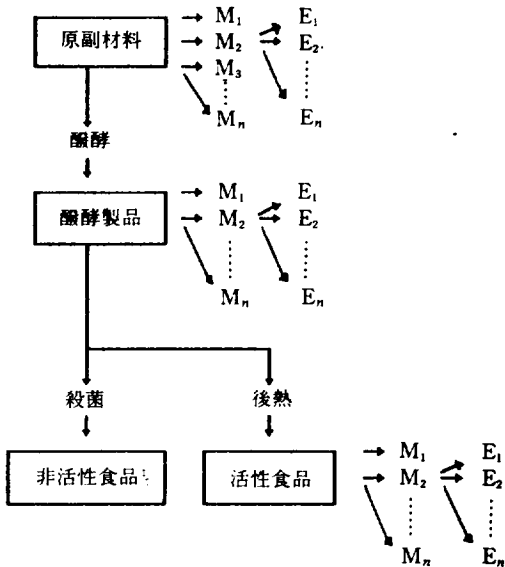 原副材料
→ M₁
→ M₂
→ M₃
Mₙ
E₁
E₂
Eₙ
醱酵
醱酵製品
→ M₁
→ M₂
Mₙ
E₁
E₂
Eₙ
殺菌
後熱
非活性食品
活性食品
→ M₁
→ M₂
Mₙ
E₁
E₂
Eₙ